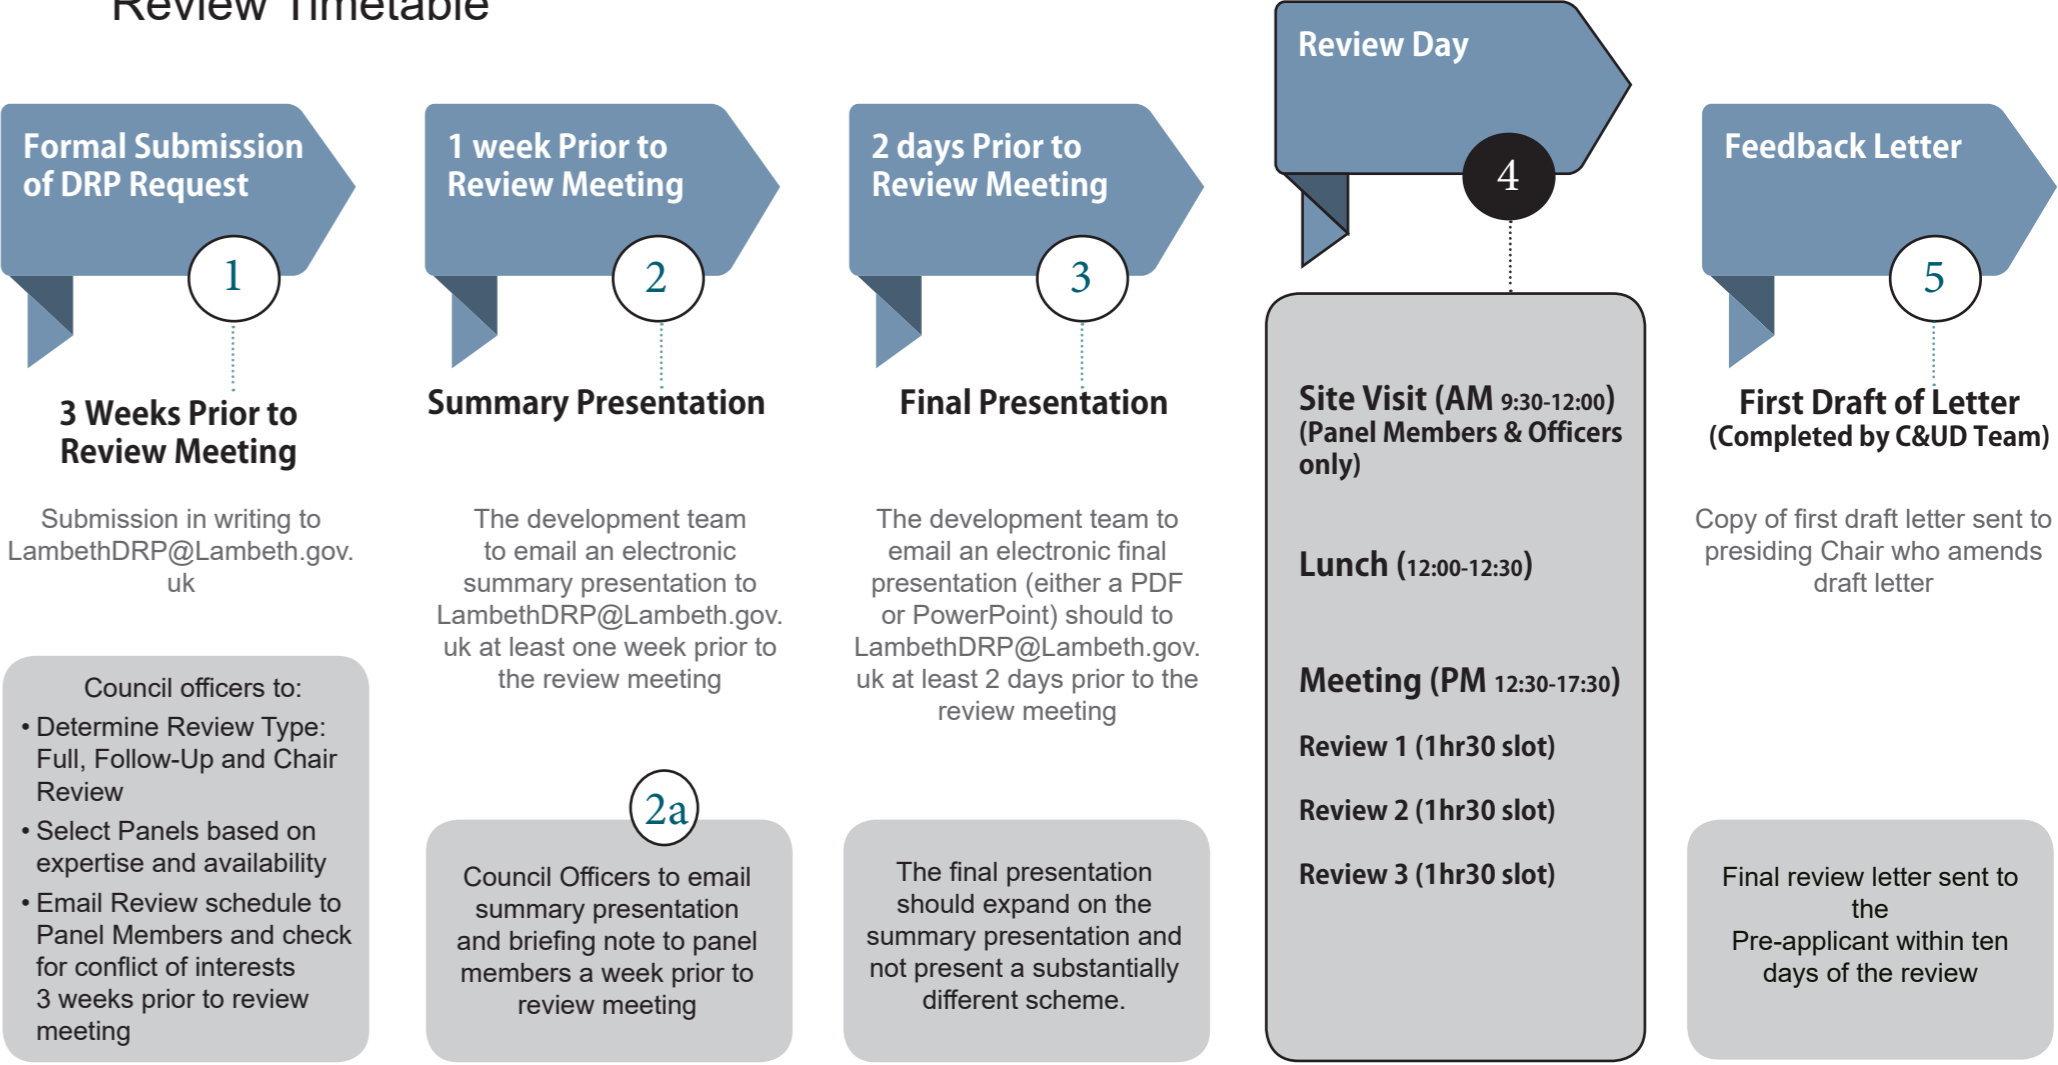 Review Timetable
Formal Submission
of DRP Request
1
3 Weeks Prior to
Review Meeting
Submission in writing to
LambethDRP@Lambeth.gov.
uk
Council officers to:
• Determine Review Type:
Full, Follow-Up and Chair
Review
• Select Panels based on
expertise and availability
• Email Review schedule to
Panel Members and check
for conflict of interests
3 weeks prior to review
meeting
1 week Prior to
Review Meeting
2
Summary Presentation
The development team
to email an electronic
summary presentation to
LambethDRP@Lambeth.gov.
uk at least one week prior to
the review meeting
2a
Council Officers to email
summary presentation
and briefing note to panel
members a week prior to
review meeting
2 days Prior to
Review Meeting
3
Final Presentation
The development team to
email an electronic final
presentation (either a PDF
or PowerPoint) should to
LambethDRP@Lambeth.gov.
uk at least 2 days prior to the
review meeting
The final presentation
should expand on the
summary presentation and
not present a substantially
different scheme.
Review Day
4
Site Visit (AM 9:30-12:00)
(Panel Members & Officers
only)
Lunch (12:00-12:30)
Meeting (PM 12:30-17:30)
Review 1 (1hr30 slot)
Review 2 (1hr30 slot)
Review 3 (1hr30 slot)
Feedback Letter
5
First Draft of Letter
(Completed by C&UD Team)
Copy of first draft letter sent to
presiding Chair who amends
draft letter
Final review letter sent to
the
Pre-applicant within ten
days of the review